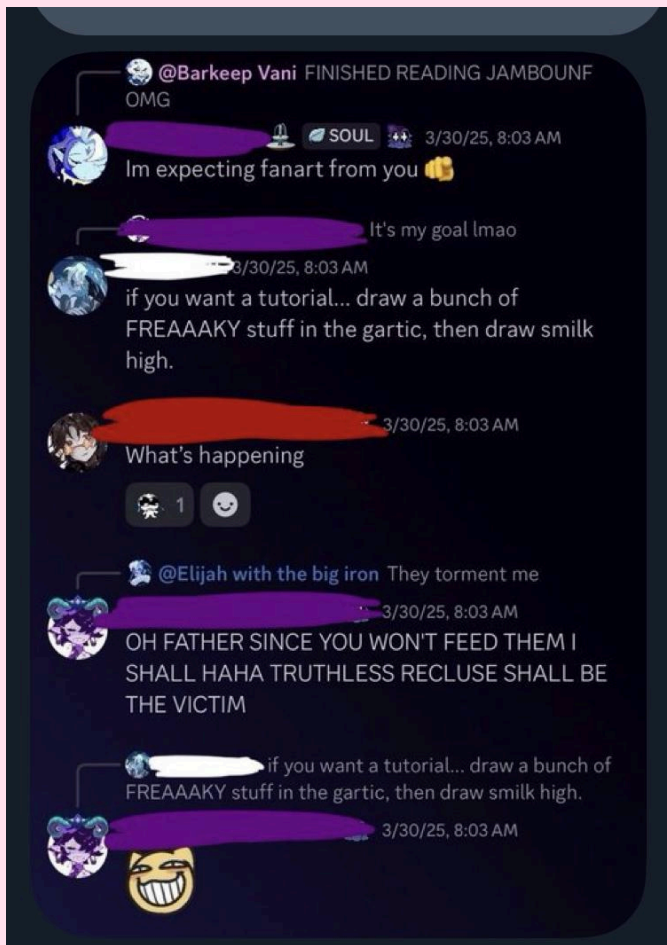 @Barkeep Vani FINISHED READING JAMBOUNF
OMG
SOUL 3/30/25, 8:03 AM
Im expecting fanart from you
It's my goal lmao
3/30/25, 8:03 AM
if you want a tutorial... draw a bunch of
FREAAAKY stuff in the gartic, then draw smilk
high.
3/30/25, 8:03 AM
What's happening
1
@Elijah with the big iron They torment me
3/30/25, 8:03 AM
OH FATHER SINCE YOU WON'T FEED THEM I
SHALL HAHA TRUTHLESS RECLUSE SHALL BE
THE VICTIM
if you want a tutorial... draw a bunch of
FREAAAKY stuff in the gartic, then draw smilk high.
3/30/25, 8:03 AM